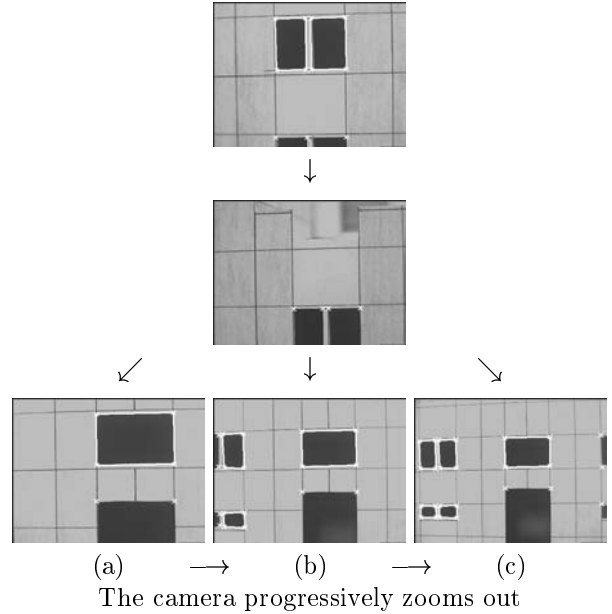 (a) → (b) → (c)
The camera progressively zooms out